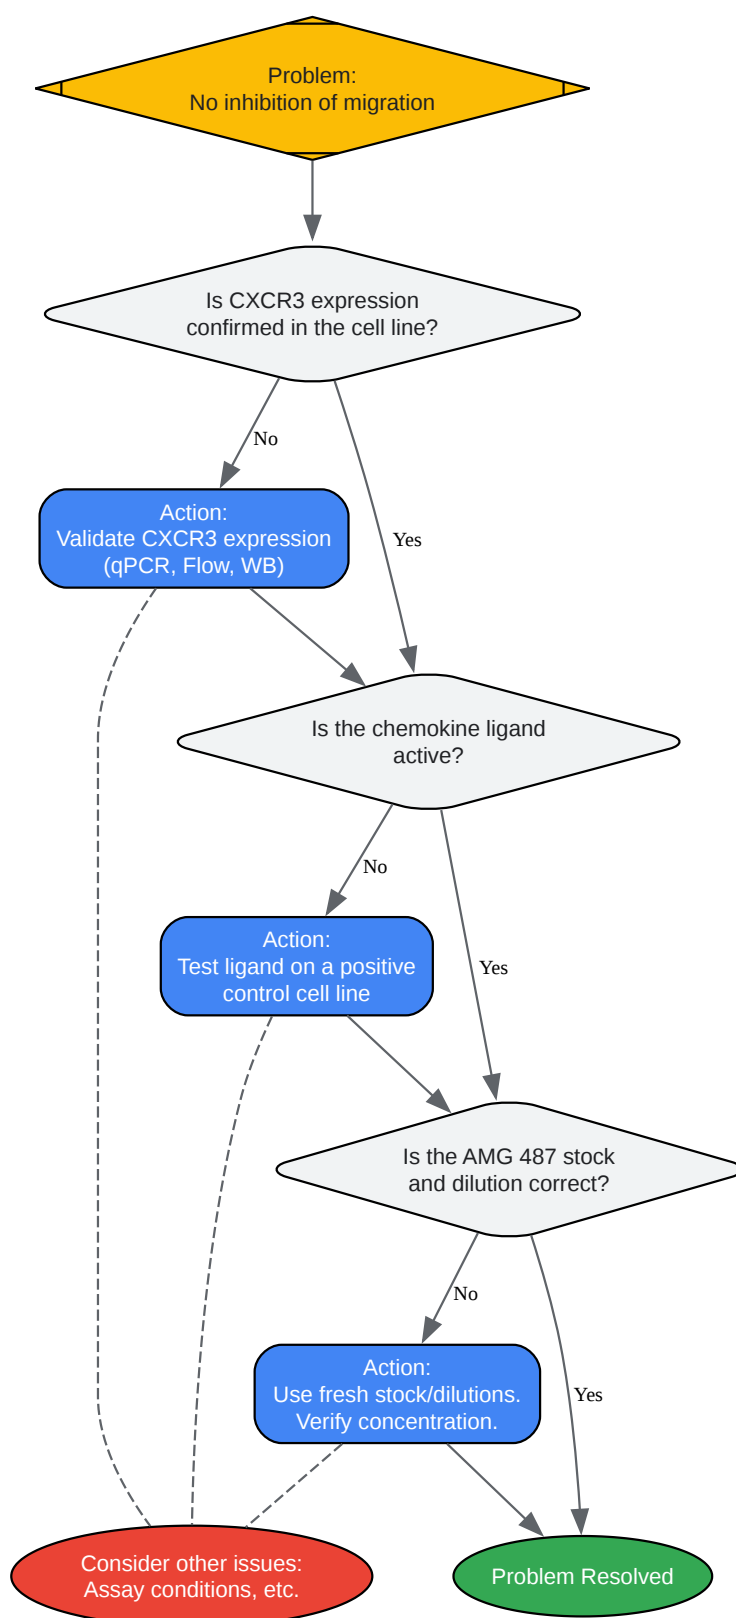 Problem:
No inhibition of migration
Is CXCR3 expression
confirmed in the cell line?
No
Yes
Action:
Validate CXCR3 expression
(qPCR, Flow, WB)
Is the chemokine ligand
active?
No
Yes
Action:
Test ligand on a positive
control cell line
Is the AMG 487 stock
and dilution correct?
No
Yes
Action:
Use fresh stock/dilutions.
Verify concentration.
Consider other issues:
Assay conditions, etc.
Problem Resolved